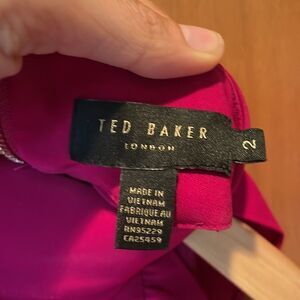 TED BAKER
LONDON
2
MADE IN
VIETNAM
FABRIQUE AU
VIETNAM
RN95229
CA25459